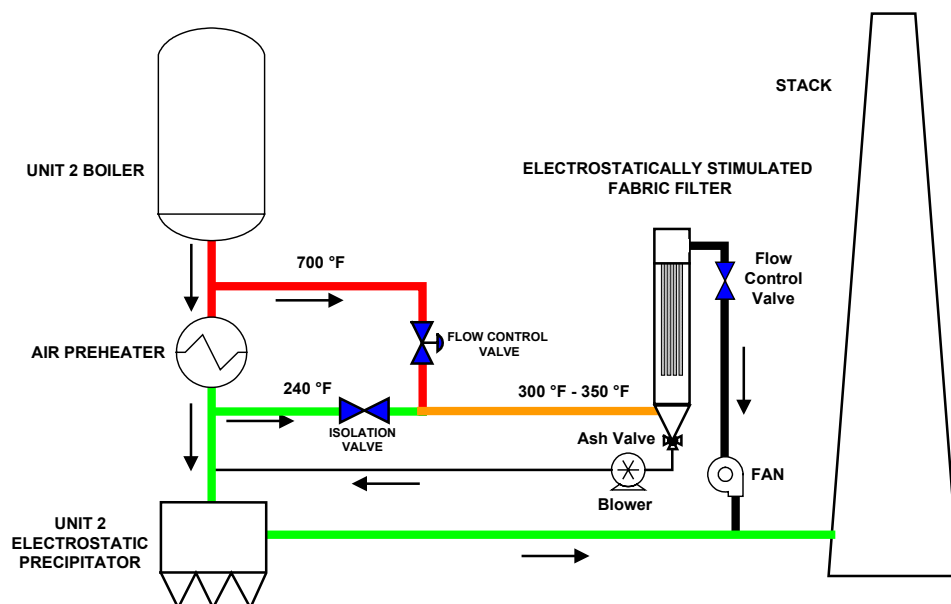 STACK
UNIT 2 BOILER
ELECTROSTATICALLY STIMULATED
FABRIC FILTER
700 °F
Flow
Control
Valve
AIR PREHEATER
FLOW CONTROL
VALVE
240 °F
300 °F - 350 °F
ISOLATION
VALVE
Ash Valve
Blower
FAN
UNIT 2
ELECTROSTATIC
PRECIPITATOR